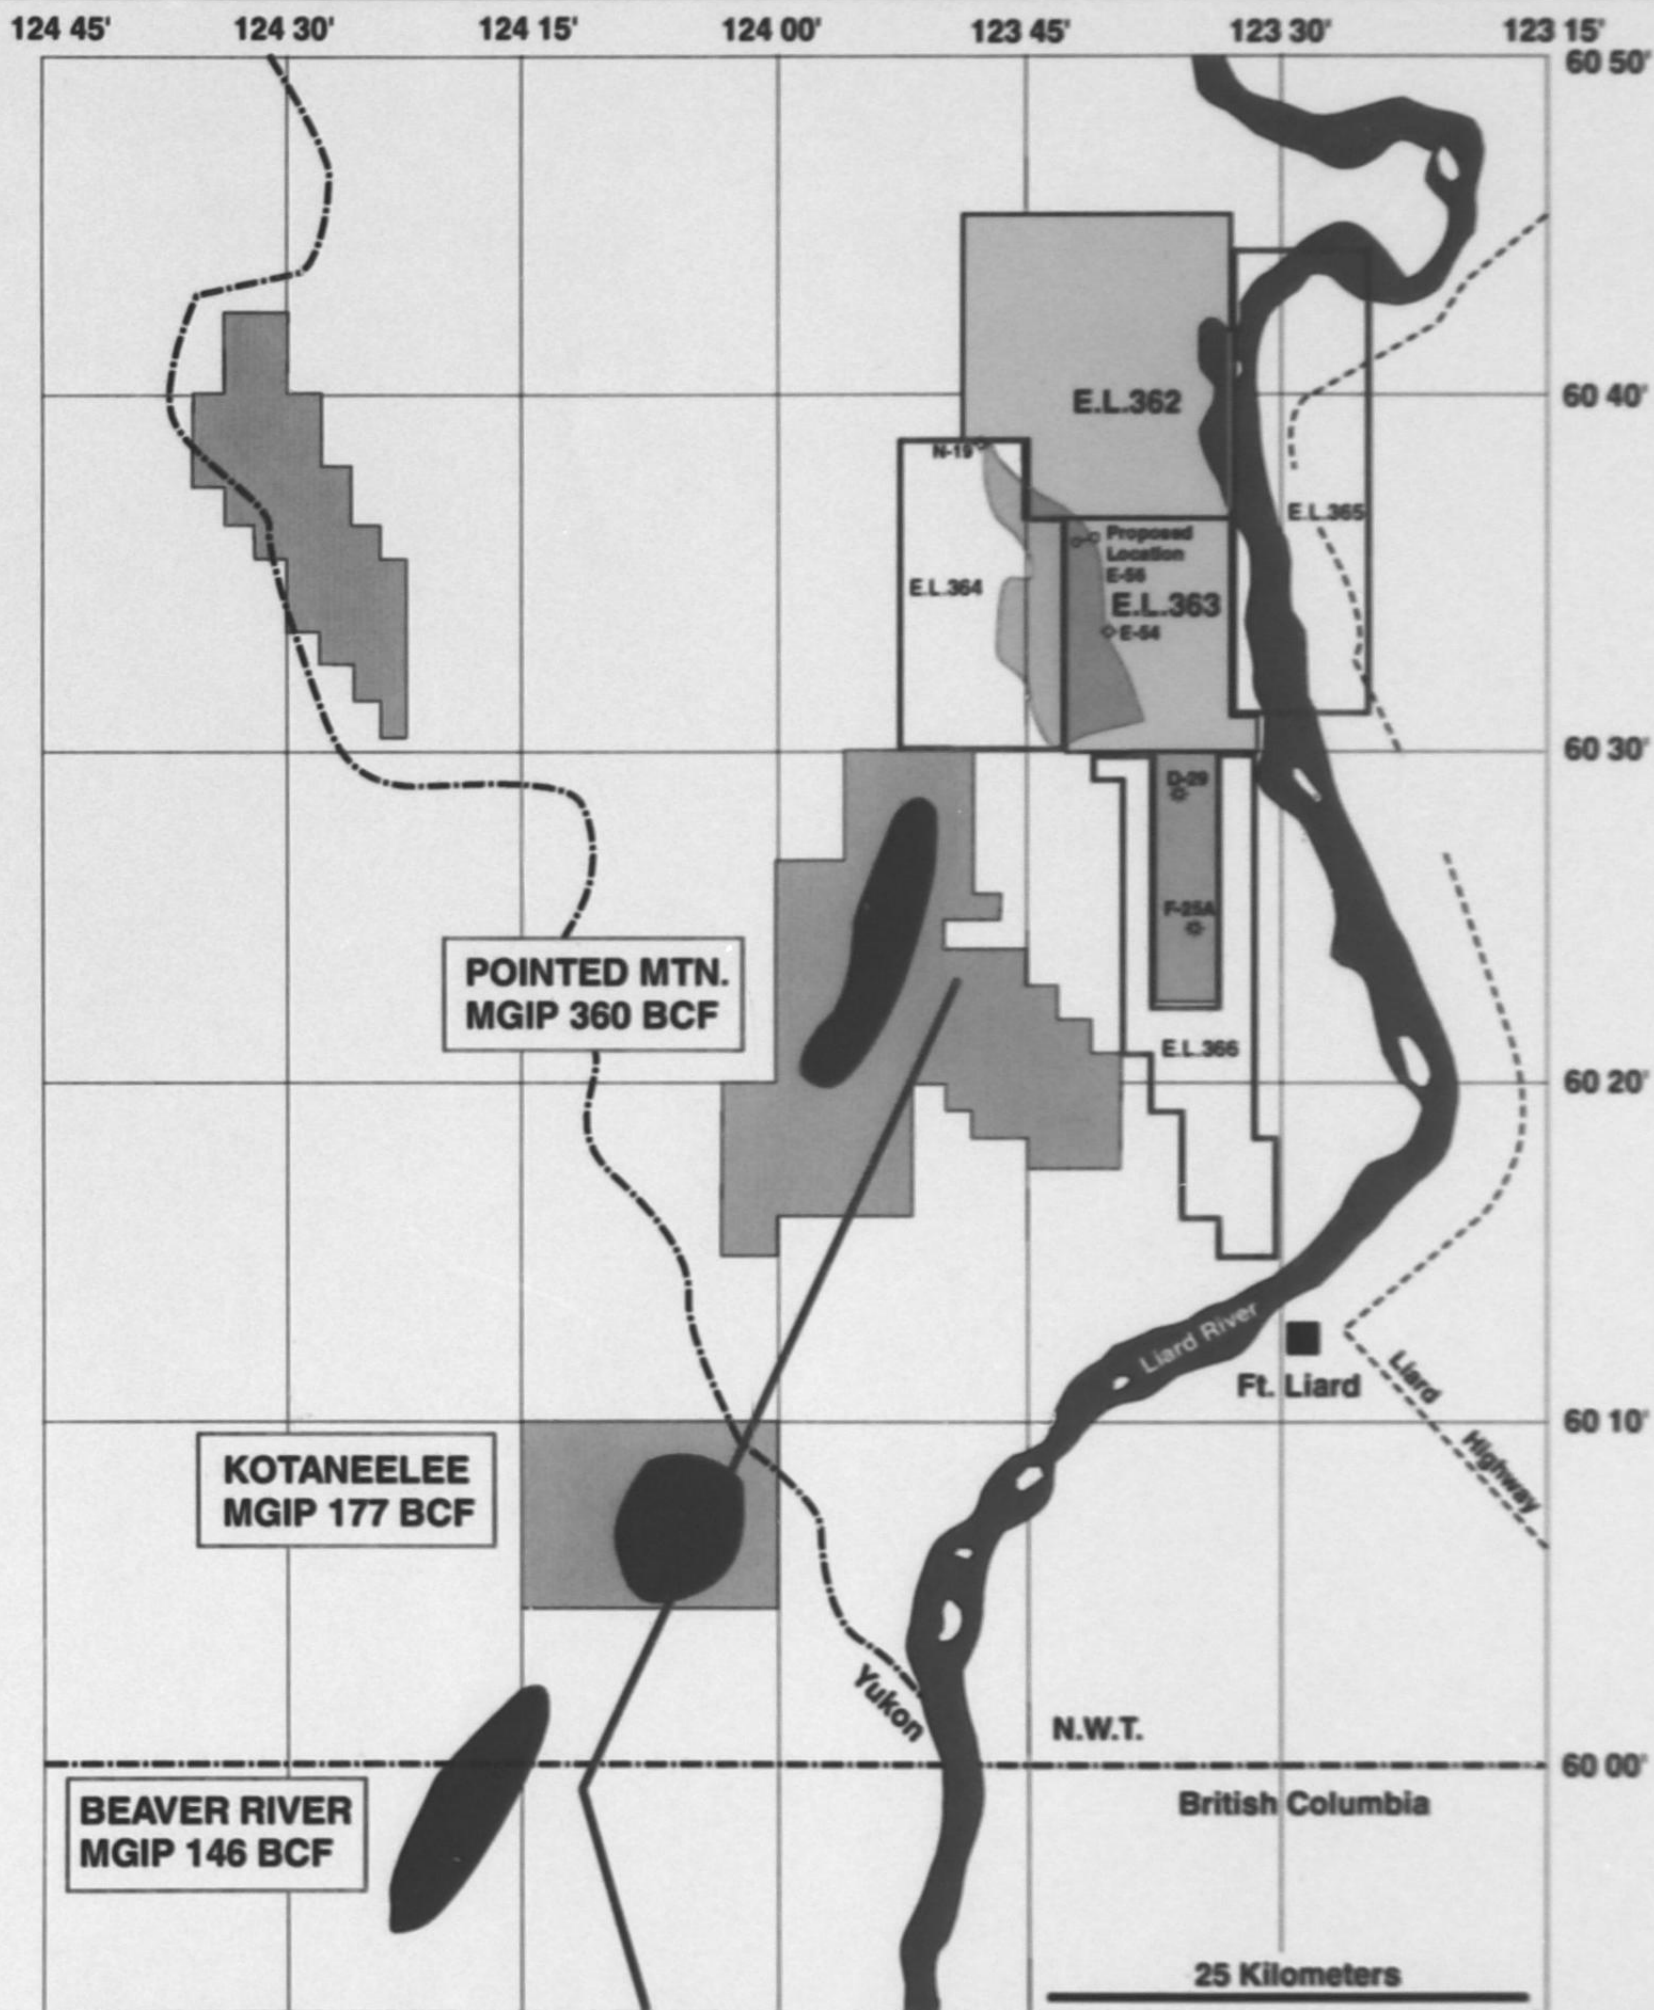 124 45' 124 30' 124 15' 124 00' 123 45' 123 30' 123 15'
60 50'
60 40'
E.L.362
N-19
E.L.365
Proposed
Location
E-56
E.L.364
E.L.363
E-54
60 30'
D-29
F-25A
POINTED MTN.
MGIP 360 BCF
E.L.366
60 20'
Liard River
Ft. Liard
Liard
Highway
60 10'
KOTANEELEE
MGIP 177 BCF
Yukon
N.W.T.
60 00'
British Columbia
BEAVER RIVER
MGIP 146 BCF
25 Kilometers